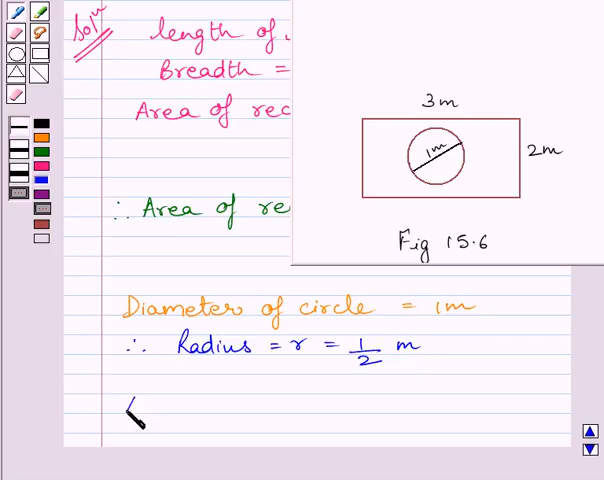 Solⁿ
length of
Breadth =
Area of rec
∴ Area of re
3m
1m
2m
Fig 15.6
Diameter of circle = 1m
∴ Radius = r = 1/2 m